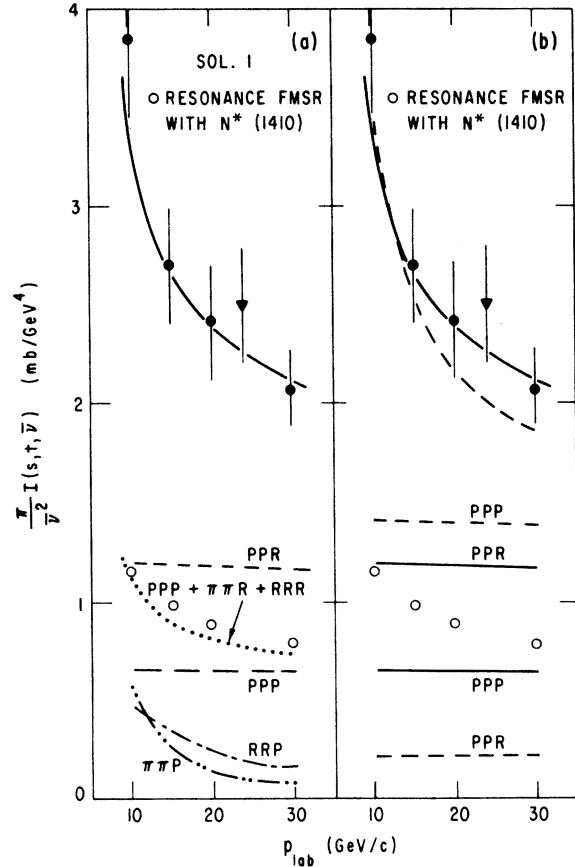 (a)
SOL. 1
○ RESONANCE FMSR
WITH N* (1410)
PPR
PPP + ππR + RRR
PPP
RRP
ππP
(b)
○ RESONANCE FMSR
WITH N* (1410)
PPP
PPR
PPP
PPR
4
3
2
1
0
10 20 30 10 20 30
P_lab (GeV/c)
π/ν̄² I(s,t,ν̄) (mb/GeV⁴)